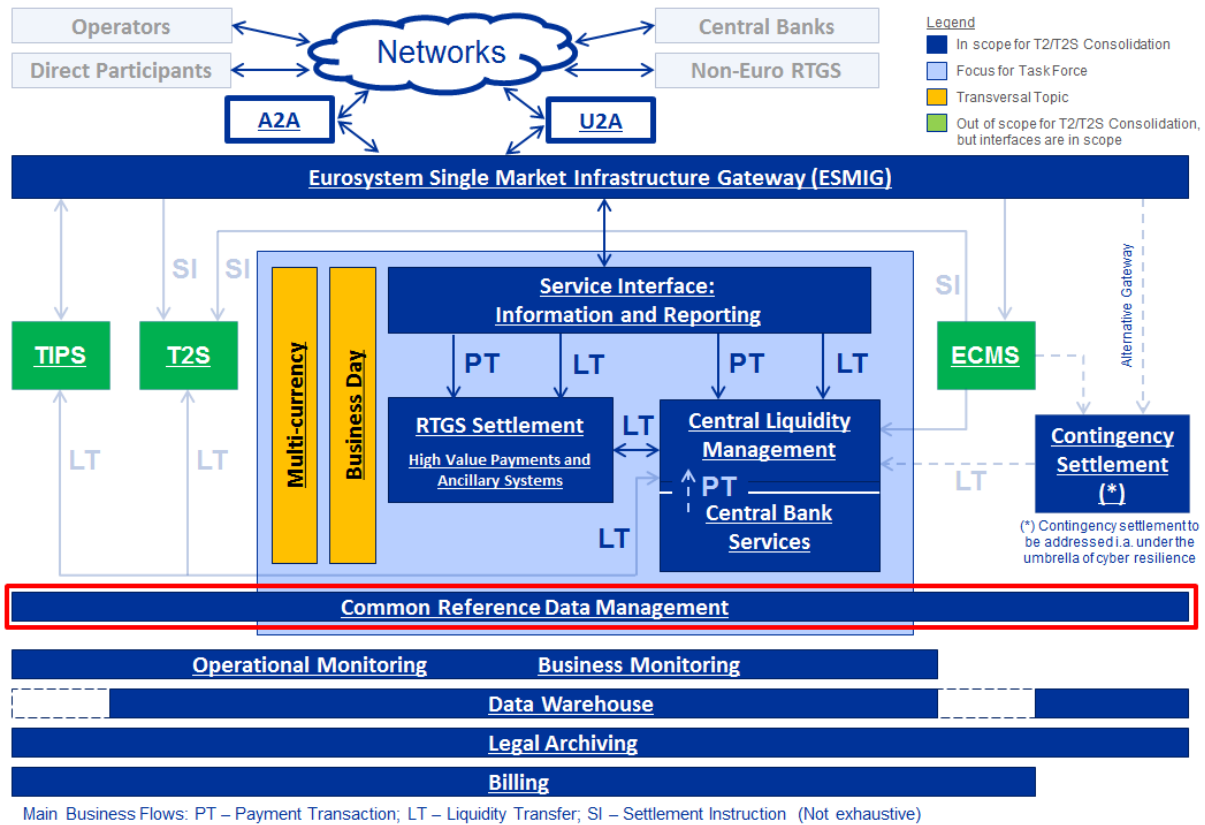 Operators
Direct Participants
Networks
Central Banks
Non-Euro RTGS
A2A
U2A
Legend
In scope for T2/T2S Consolidation
Focus for Task Force
Transversal Topic
Out of scope for T2/T2S Consolidation,
but interfaces are in scope
Eurosystem Single Market Infrastructure Gateway (ESMIG)
SI
SI
SI
Alternative Gateway
TIPS
T2S
ECMS
Multi-currency
Business Day
Service Interface:
Information and Reporting
PT
LT
PT
LT
RTGS Settlement
High Value Payments and
Ancillary Systems
LT
Central Liquidity
Management
PT
Central Bank
Services
LT
LT
LT
LT
Contingency
Settlement
(*)
(*) Contingency settlement to
be addressed i.a. under the
umbrella of cyber resilience
Common Reference Data Management
Operational Monitoring
Business Monitoring
Data Warehouse
Legal Archiving
Billing
Main Business Flows: PT – Payment Transaction; LT – Liquidity Transfer; SI – Settlement Instruction (Not exhaustive)